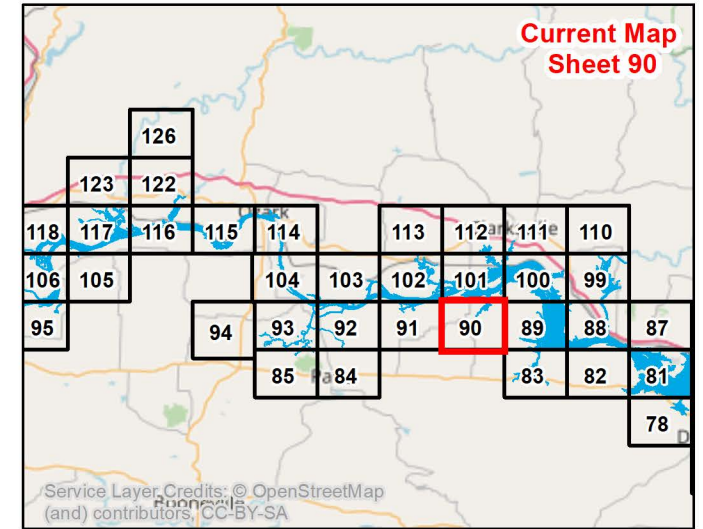 Current Map
Sheet 90
126
123 122
118 117 116 115 114 113 112 111 110
106 105 104 103 102 101 100 99
95 94 93 92 91 90 89 88 87
85 84 83 82 81
78
Service Layer Credits: © OpenStreetMap
(and) contributors, CC-BY-SA